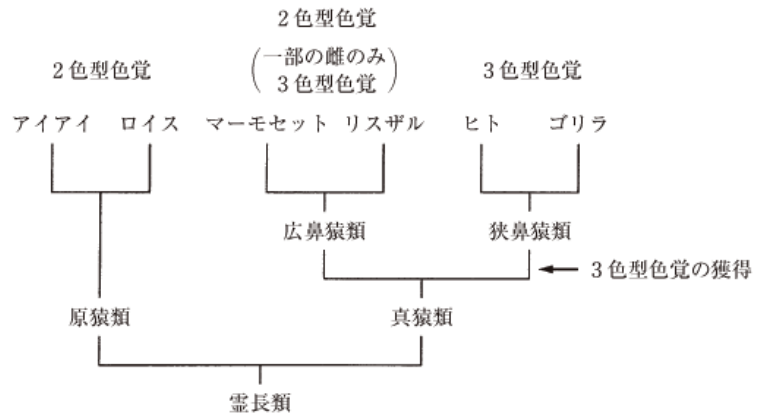 2色型色覚
(一部の雌のみ
3色型色覚)
2色型色覚
3色型色覚
アイアイ ロイス マーモセット リスザル ヒト ゴリラ
広鼻猿類 狭鼻猿類
3色型色覚の獲得
原猿類 真猿類
霊長類